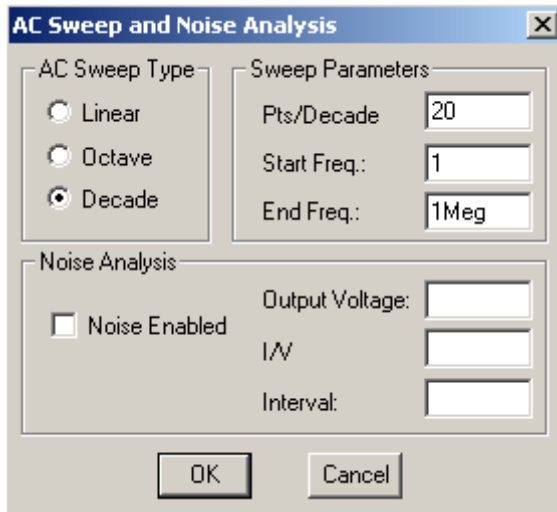 AC Sweep and Noise Analysis
AC Sweep Type
Linear
Octave
Decade
Sweep Parameters
Pts/Decade 20
Start Freq.: 1
End Freq.: 1Meg
Noise Analysis
Noise Enabled
Output Voltage:
I/V
Interval:
OK Cancel